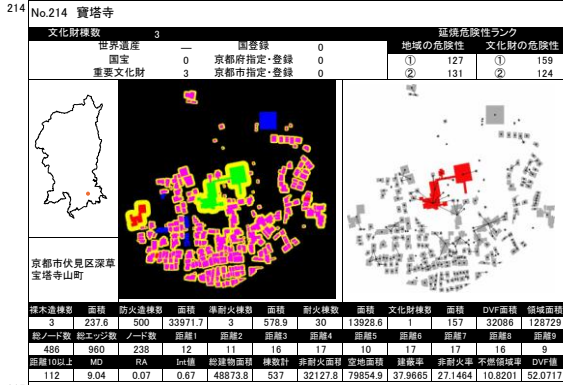 214
No.214 寶塔寺
文化財棟数 3 延焼危険性ランク
世界遺産 — 国登録 0 地域の危険性 文化財の危険性
国宝 0 京都府指定・登録 0 ① 127 ① 159
重要文化財 3 京都市指定・登録 0 ② 131 ② 124
京都市伏見区深草
宝塔寺山町
裸木造棟数 面積 防火造棟数 面積 準耐火棟数 面積 耐火棟数 面積 文化財棟数 面積 DVF面積 領域面積
3 237.6 500 33971.7 3 578.9 30 13928.6 1 157 32086 128729
総ノード数 総エッジ数 ノード数 距離1 距離2 距離3 距離4 距離5 距離6 距離7 距離8 距離9
486 960 238 12 11 16 17 10 17 17 16 9
距離10以上 MD RA Int値 総建物面積 棟数計 非耐火面積 空地面積 建蔽率 非耐火率 不燃領域率 DVF値
112 9.04 0.07 0.67 48873.8 537 32127.8 79854.9 37.9665 27.1464 10.8201 52.0717